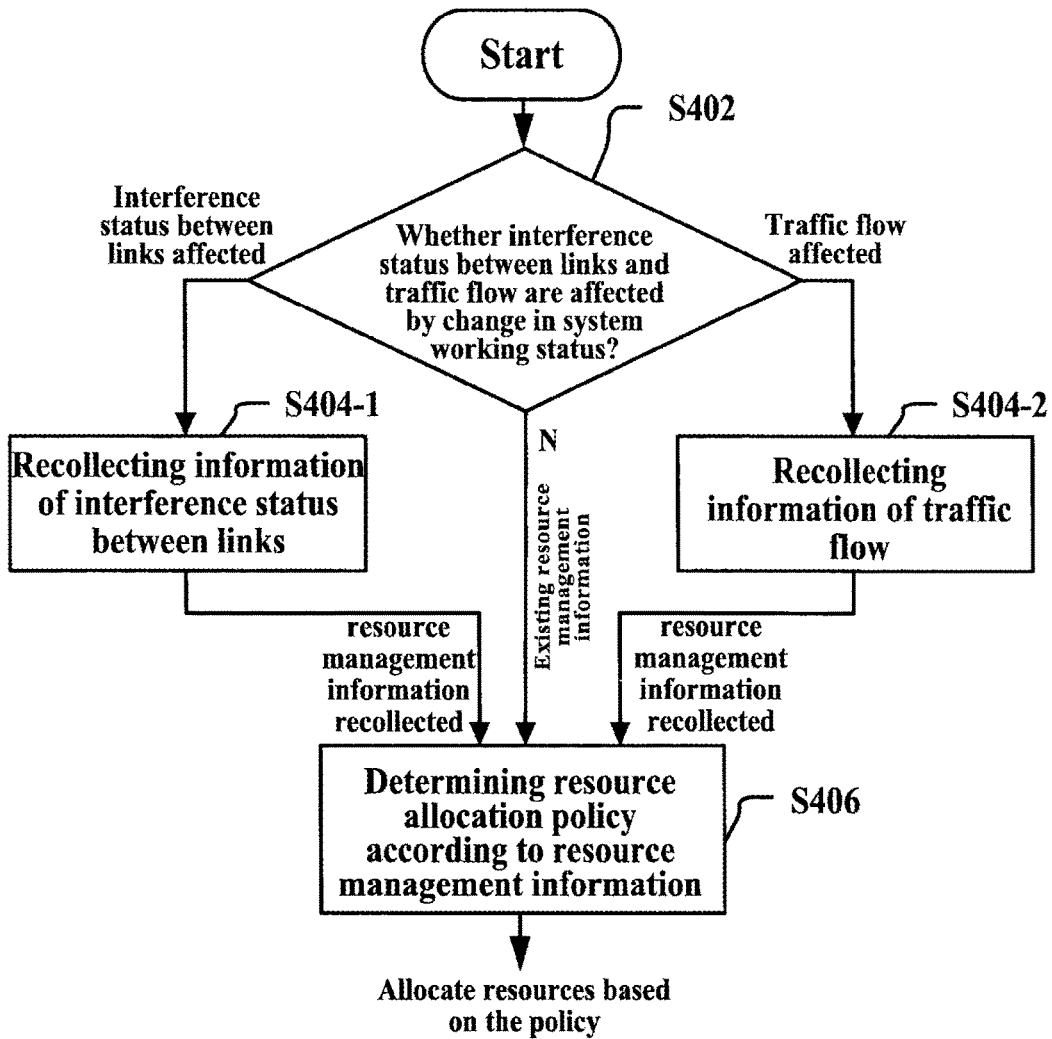 Start
S402
Interference
status between
links affected
Whether interference
status between links and
traffic flow are affected
by change in system
working status?
Traffic flow
affected
S404-1
Recollecting information
of interference status
between links
N
Existing resource
management
information
S404-2
Recollecting
information of traffic
flow
resource
management
information
recollected
resource
management
information
recollected
Determining resource
allocation policy
according to resource
management information
S406
Allocate resources based
on the policy